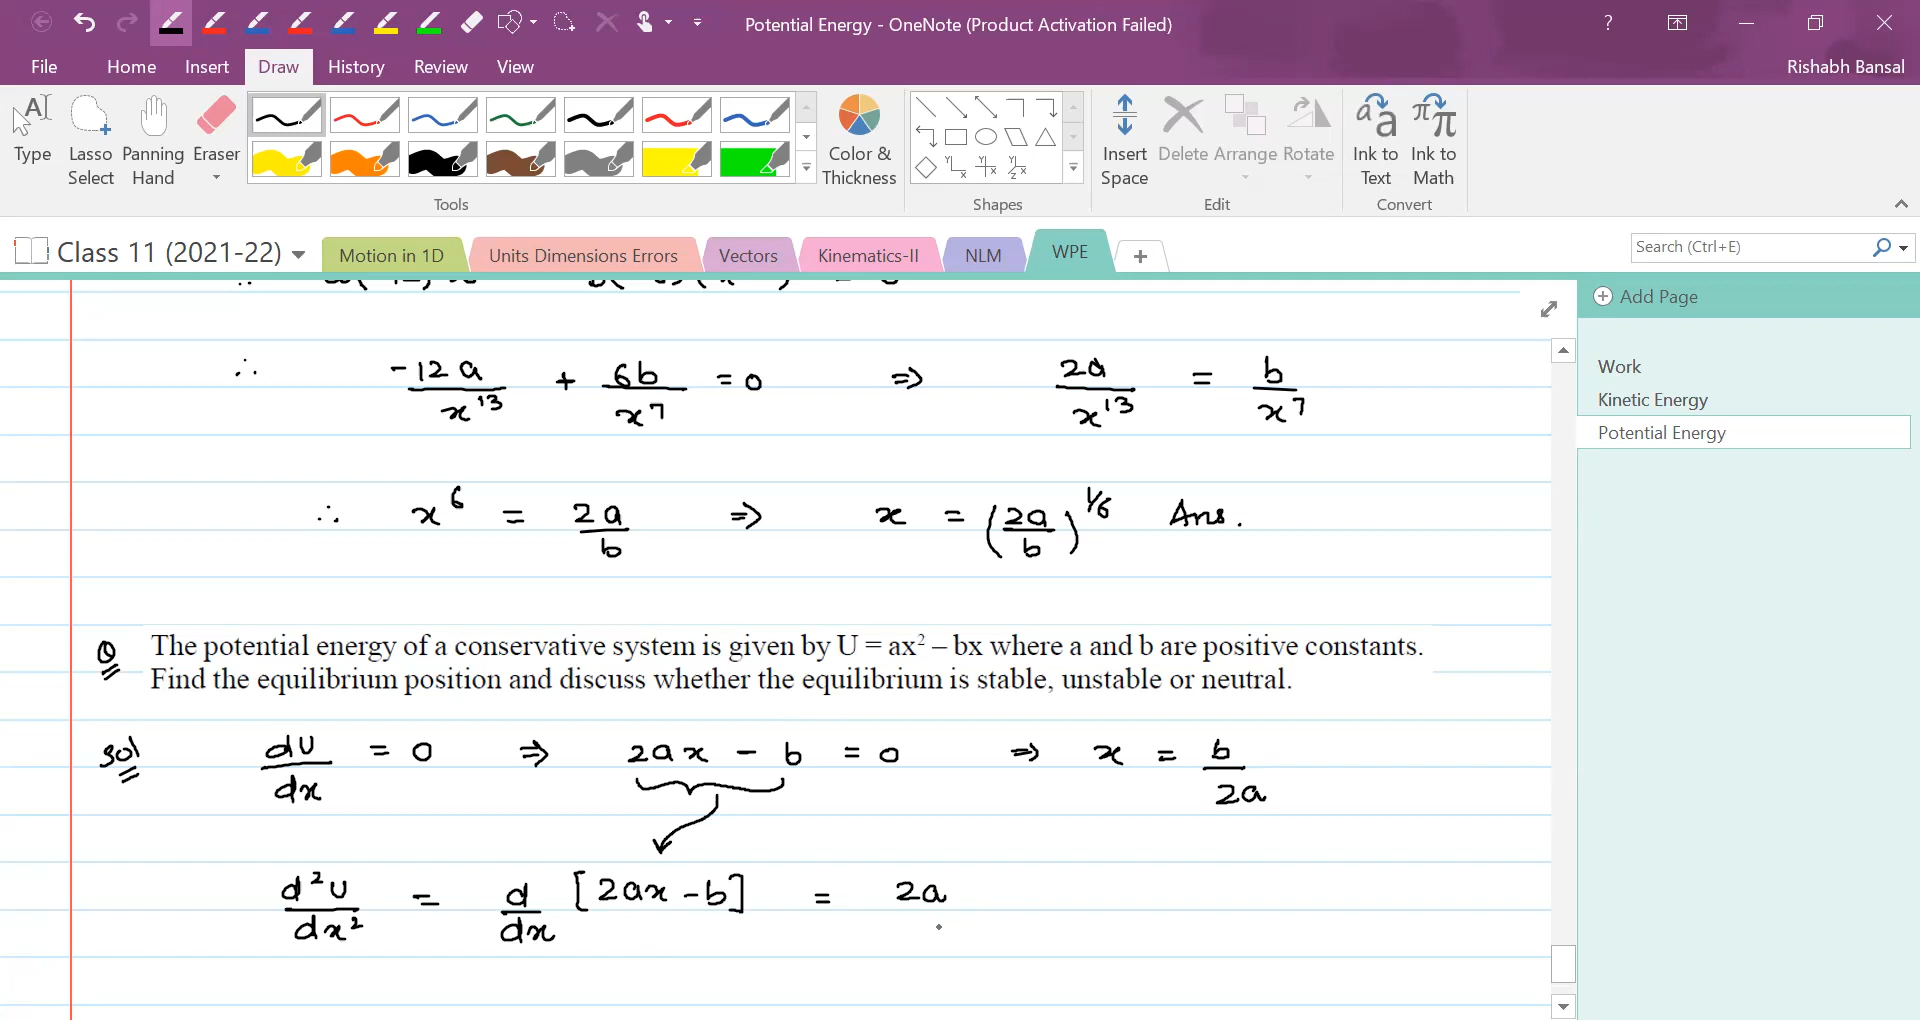 Potential Energy - OneNote (Product Activation Failed)
?
File Home Insert Draw History Review View
Rishabh Bansal
Type
Lasso Select
Panning Hand
Eraser
Color & Thickness
Insert Space
Delete
Arrange
Rotate
Ink to Text
Ink to Math
Tools
Shapes
Edit
Convert
Class 11 (2021-22)
Motion in 1D
Units Dimensions Errors
Vectors
Kinematics-II
NLM
WPE
Search (Ctrl+E)
Add Page
Work
Kinetic Energy
Potential Energy
∴ -12a/x¹³ + 6b/x⁷ = 0 ⇒ 2a/x¹³ = b/x⁷
∴ x⁶ = 2a/b ⇒ x = (2a/b)^1/6 Ans.
Q The potential energy of a conservative system is given by U = ax² – bx where a and b are positive constants.
Find the equilibrium position and discuss whether the equilibrium is stable, unstable or neutral.
Sol dU/dx = 0 ⇒ 2ax - b = 0 ⇒ x = b/2a
d²U/dx² = d/dx [2ax - b] = 2a